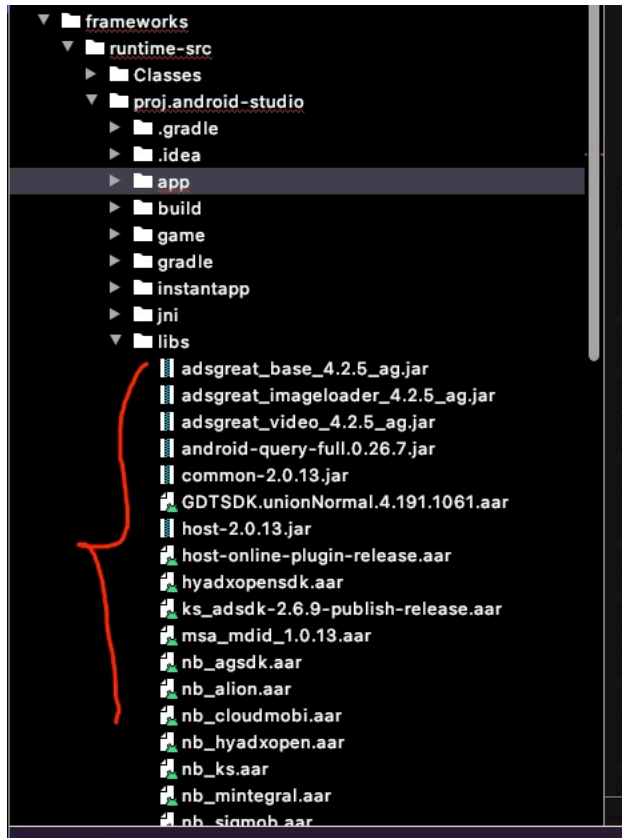 frameworks
runtime-src
Classes
proj.android-studio
.gradle
.idea
app
build
game
gradle
instantapp
jni
libs
adsgreat_base_4.2.5_ag.jar
adsgreat_imageloader_4.2.5_ag.jar
adsgreat_video_4.2.5_ag.jar
android-query-full.0.26.7.jar
common-2.0.13.jar
GDTSDK.unionNormal.4.191.1061.aar
host-2.0.13.jar
host-online-plugin-release.aar
hyadxopensdk.aar
ks_adsdk-2.6.9-publish-release.aar
msa_mdid_1.0.13.aar
nb_agsdk.aar
nb_alion.aar
nb_cloudmobi.aar
nb_hyadxopen.aar
nb_ks.aar
nb_mintegral.aar
nb_sigmob.aar